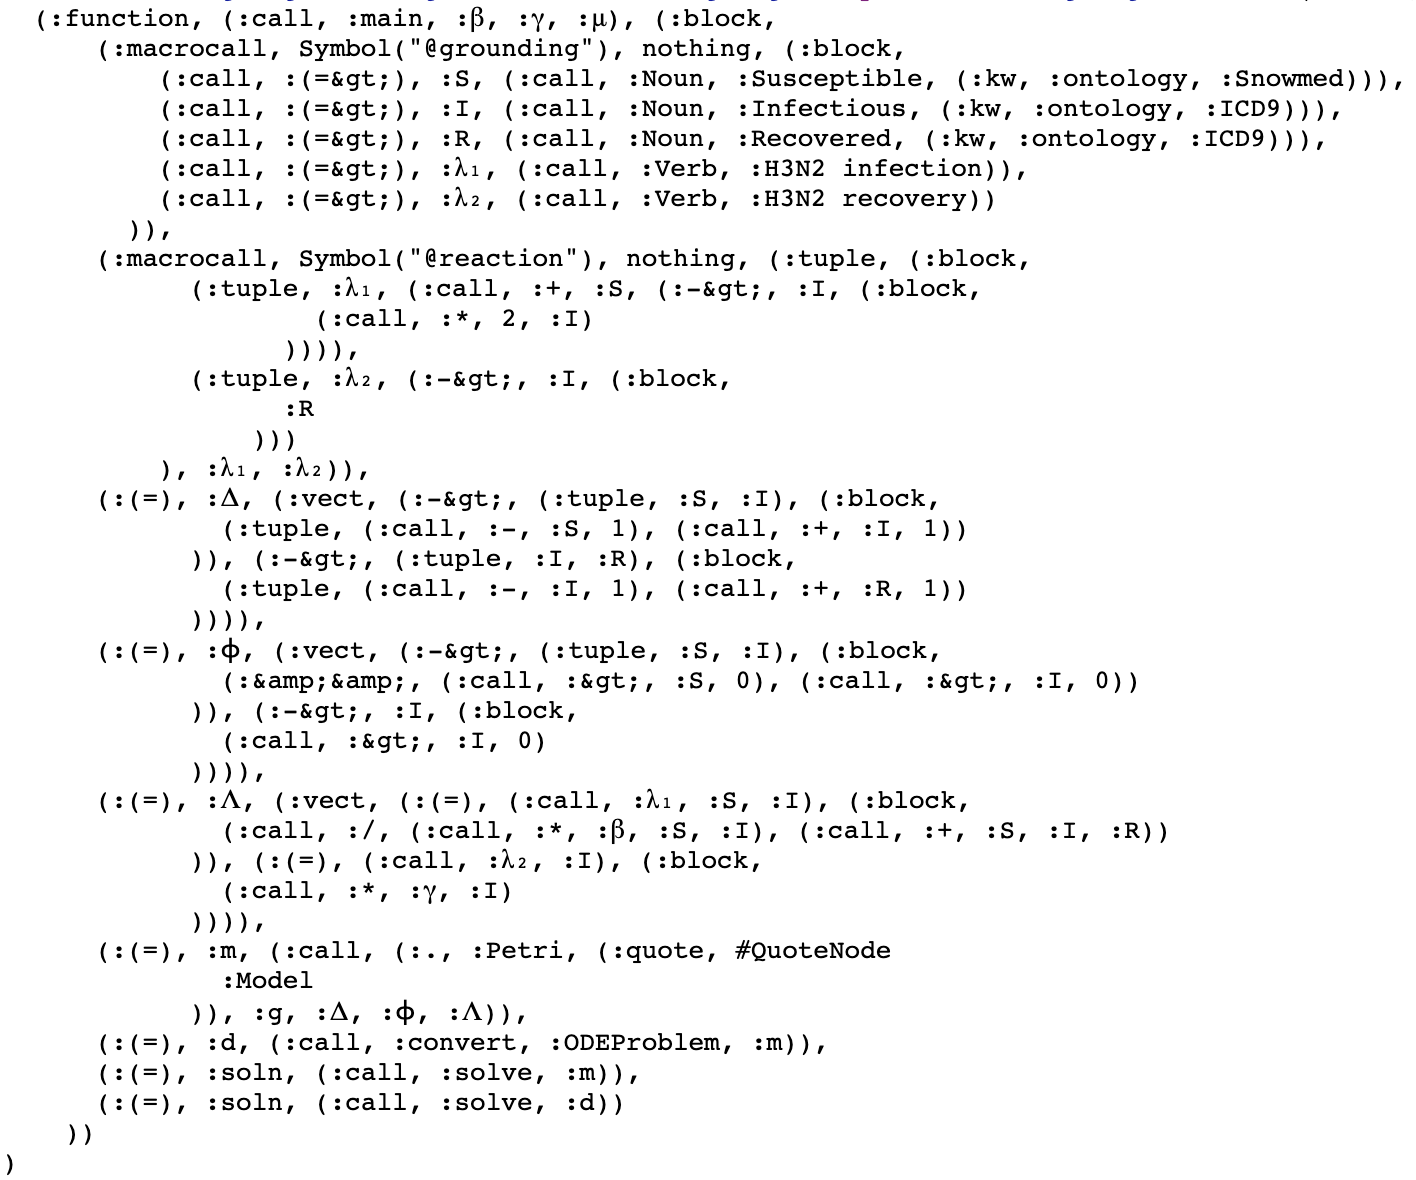 (:function, (:call, :main, :β, :γ, :μ), (:block,
(:macrocall, Symbol("@grounding"), nothing, (:block,
(:call, :(=&gt;), :S, (:call, :Noun, :Susceptible, (:kw, :ontology, :Snowmed))),
(:call, :(=&gt;), :I, (:call, :Noun, :Infectious, (:kw, :ontology, :ICD9))),
(:call, :(=&gt;), :R, (:call, :Noun, :Recovered, (:kw, :ontology, :ICD9))),
(:call, :(=&gt;), :λ₁, (:call, :Verb, :H3N2 infection)),
(:call, :(=&gt;), :λ₂, (:call, :Verb, :H3N2 recovery))
)),
(:macrocall, Symbol("@reaction"), nothing, (:tuple, (:block,
(:tuple, :λ₁, (:call, :+, :S, (:-&gt;, :I, (:block,
(:call, :*, 2, :I)
)))),
(:tuple, :λ₂, (:-&gt;, :I, (:block,
:R
)))
), :λ₁, :λ₂)),
(:(=), :Δ, (:vect, (:-&gt;, (:tuple, :S, :I), (:block,
(:tuple, (:call, :-, :S, 1), (:call, :+, :I, 1))
)), (:-&gt;, (:tuple, :I, :R), (:block,
(:tuple, (:call, :-, :I, 1), (:call, :+, :R, 1))
)))),
(:(=), :ϕ, (:vect, (:-&gt;, (:tuple, :S, :I), (:block,
(:&amp;&amp;, (:call, :&gt;, :S, 0), (:call, :&gt;, :I, 0))
)), (:-&gt;, :I, (:block,
(:call, :&gt;, :I, 0)
)))),
(:(=), :Λ, (:vect, (:(=), (:call, :λ₁, :S, :I), (:block,
(:call, :/, (:call, :*, :β, :S, :I), (:call, :+, :S, :I, :R))
)), (:(=), (:call, :λ₂, :I), (:block,
(:call, :*, :γ, :I)
)))),
(:(=), :m, (:call, (:., :Petri, (:quote, #QuoteNode
:Model
)), :g, :Δ, :ϕ, :Λ)),
(:(=), :d, (:call, :convert, :ODEProblem, :m)),
(:(=), :soln, (:call, :solve, :m)),
(:(=), :soln, (:call, :solve, :d))
))
)